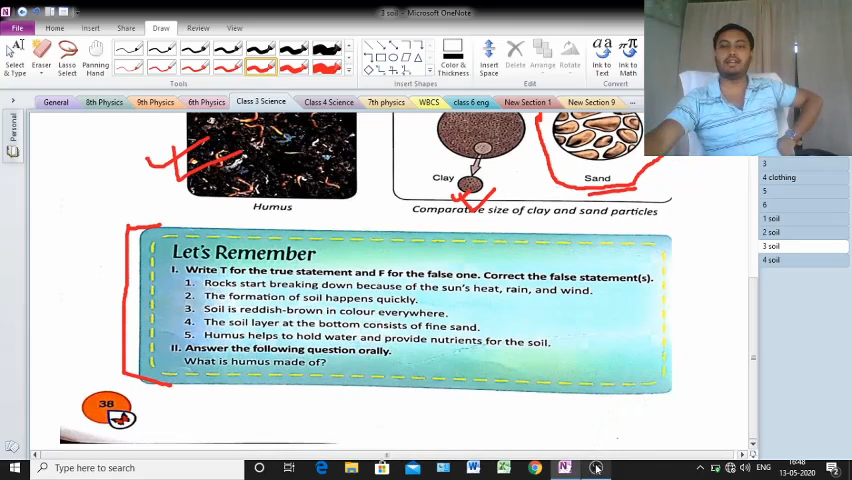 3 soil - Microsoft OneNote
File Home Insert Draw Review View
Select & Type
Eraser
Lasso Select
Panning Hand
Color & Thickness
Insert Space
Delete
Arrange
Rotate
Ink to Text
Ink to Math
Tools
Insert Shapes
Edit
Convert
General 8th Physics 9th Physics 6th Physics Class 3 Science Class 4 Science 7th physics WBCS class 6 eng New Section 1 New Section 9 ...
Personal
Clay
Sand
Humus
Comparative size of clay and sand particles
Let's Remember
I. Write T for the true statement and F for the false one. Correct the false statement(s).
1. Rocks start breaking down because of the sun's heat, rain, and wind.
2. The formation of soil happens quickly.
3. Soil is reddish-brown in colour everywhere.
4. The soil layer at the bottom consists of fine sand.
5. Humus helps to hold water and provide nutrients for the soil.
II. Answer the following question orally.
What is humus made of?
38
3
4 clothing
5
6
1 soil
2 soil
3 soil
4 soil
Type here to search
ENG
16:48
13-05-2020
2